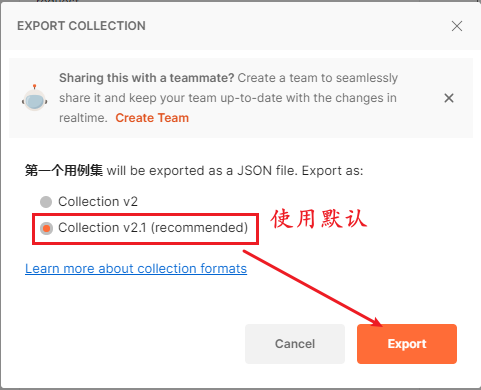 EXPORT COLLECTION
Sharing this with a teammate? Create a team to seamlessly
share it and keep your team up-to-date with the changes in
realtime. Create Team
第一个用例集 will be exported as a JSON file. Export as:
Collection v2
Collection v2.1 (recommended)
使用默认
Learn more about collection formats
Cancel
Export